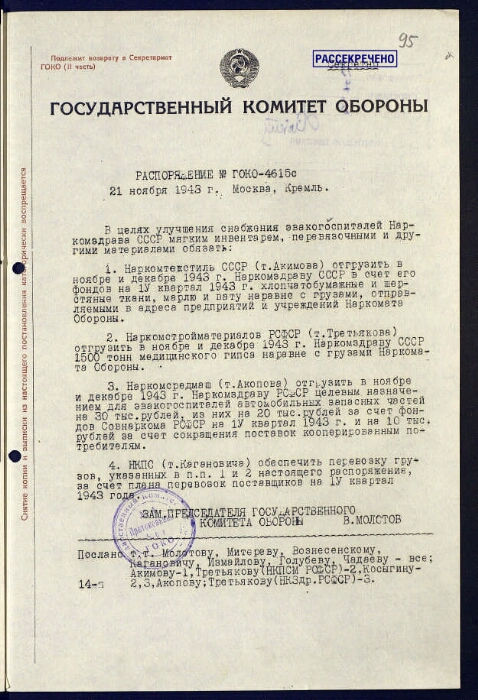 95
Подлежит возврату в Секретариат
ГОКО (II часть)
РАССЕКРЕЧЕНО
ГОСУДАРСТВЕННЫЙ КОМИТЕТ ОБОРОНЫ
РАСПОРЯЖЕНИЕ № ГОКО-4615с
21 ноября 1943 г. Москва, Кремль.
В целях улучшения снабжения эвакогоспиталей Нар-
комздрава СССР мягким инвентарем, перевязочными и дру-
гими материалами обязать:
1. Наркомтекстиль СССР (т.Акимова) отгрузить в
ноябре и декабре 1943 г. Наркомздраву СССР в счет его
фондов на 1У квартал 1943 г. хлопчатобумажные и шер-
стяные ткани, марлю и вату наравне с грузами, отправ-
ляемыми в адреса предприятий и учреждений Наркомата
Обороны.
2. Наркомстройматериалов РСФСР (т.Третьякова)
отгрузить в ноябре и декабре 1943 г. Наркомздраву СССР
1500 тонн медицинского гипса наравне с грузами Наркома-
та Обороны.
3. Наркомсредмаш (т.Акопова) отгрузить в ноябре
и декабре 1943 г. Наркомздраву РСФСР целевым назначе-
нием для эвакогоспиталей автомобильных запасных частей
на 30 тыс.рублей, из них на 20 тыс.рублей за счет фон-
дов Совнаркома РСФСР на 1У квартал 1943 г. и на 10 тыс.
рублей за счет сокращения поставок кооперированным по-
требителям.
4. НКПС (т.Кагановича) обеспечить перевозку гру-
зов, указанных в п.п. 1 и 2 настоящего распоряжения,
за счет плана перевозок поставщиков на 1У квартал
1943 года.
ЗАМ.ПРЕДСЕДАТЕЛЯ ГОСУДАРСТВЕННОГО
КОМИТЕТА ОБОРОНЫ В.МОЛОТОВ
Послано т.т. Молотову, Митереву, Вознесенскому,
Кагановичу, Измайлову, Голубеву, Чадаеву - все;
Акимову-1,Третьякову(НКПСМ РСФСР)-2,Косыгину-
2,3,Акопову;Третьякову(НКЗдр.РСФСР)-3.
Снятие копий и выписки из настоящего постановления категорически воспрещается